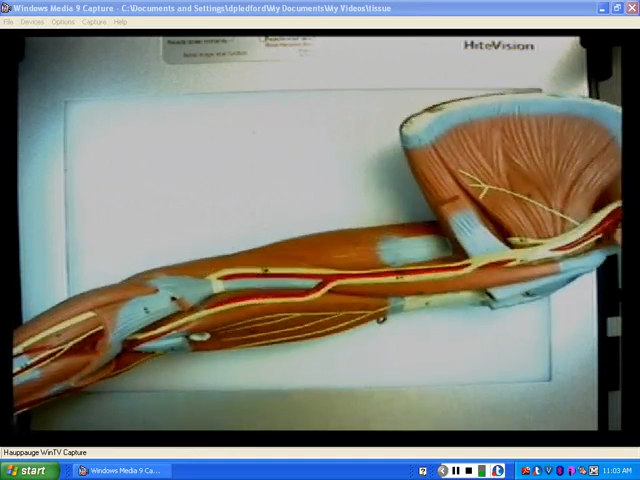 Windows Media 9 Capture - C:\Documents and Settings\dpledford\My Documents\My Videos\tissue
File Devices Options Capture Help
HiteVision
Hauppauge WinTV Capture
start
Windows Media 9 Ca...
11:03 AM